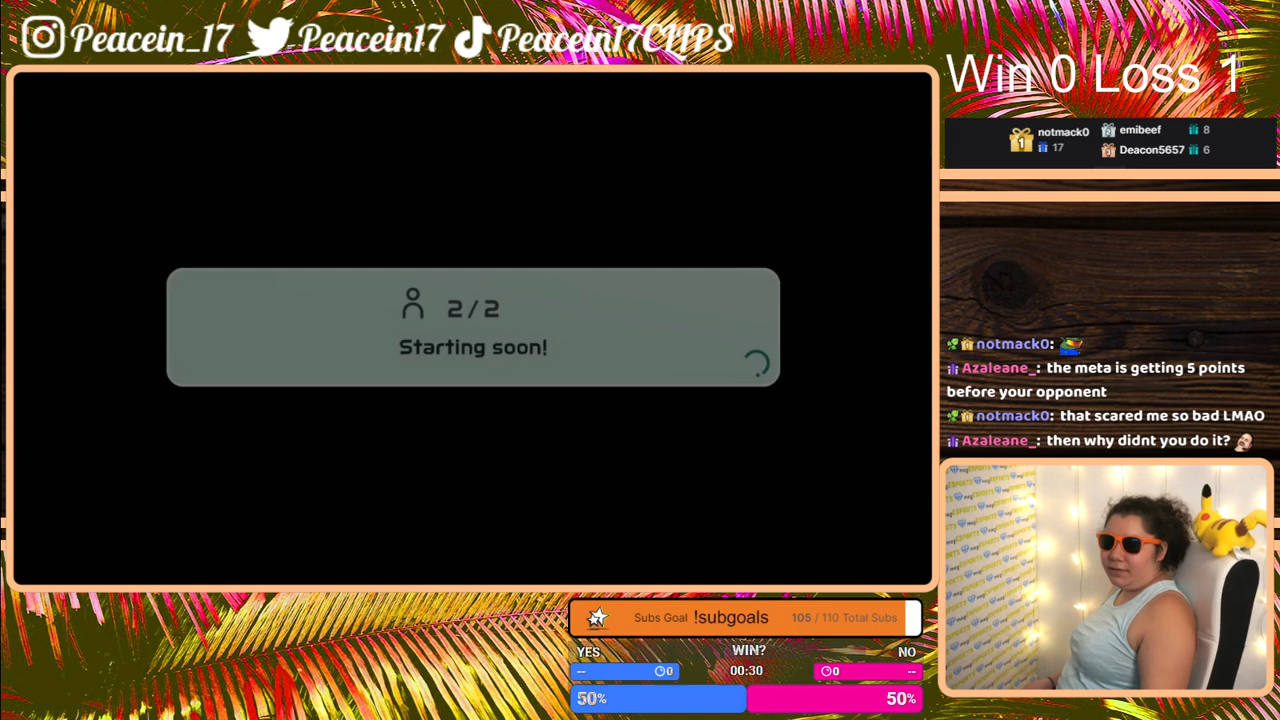 Peacein_17 Peacein17 Peacein17ClIPS
Win 0 Loss 1
notmack0
17
emibeef 8
Deacon5657 6
2/2
Starting soon!
notmack0:
Azaleane_: the meta is getting 5 points
before your opponent
notmack0: that scared me so bad LMAO
Azaleane_: then why didnt you do it?
Subs Goal !subgoals 105 / 110 Total Subs
YES WIN? NO
-- 0 00:30 0 --
50% 50%